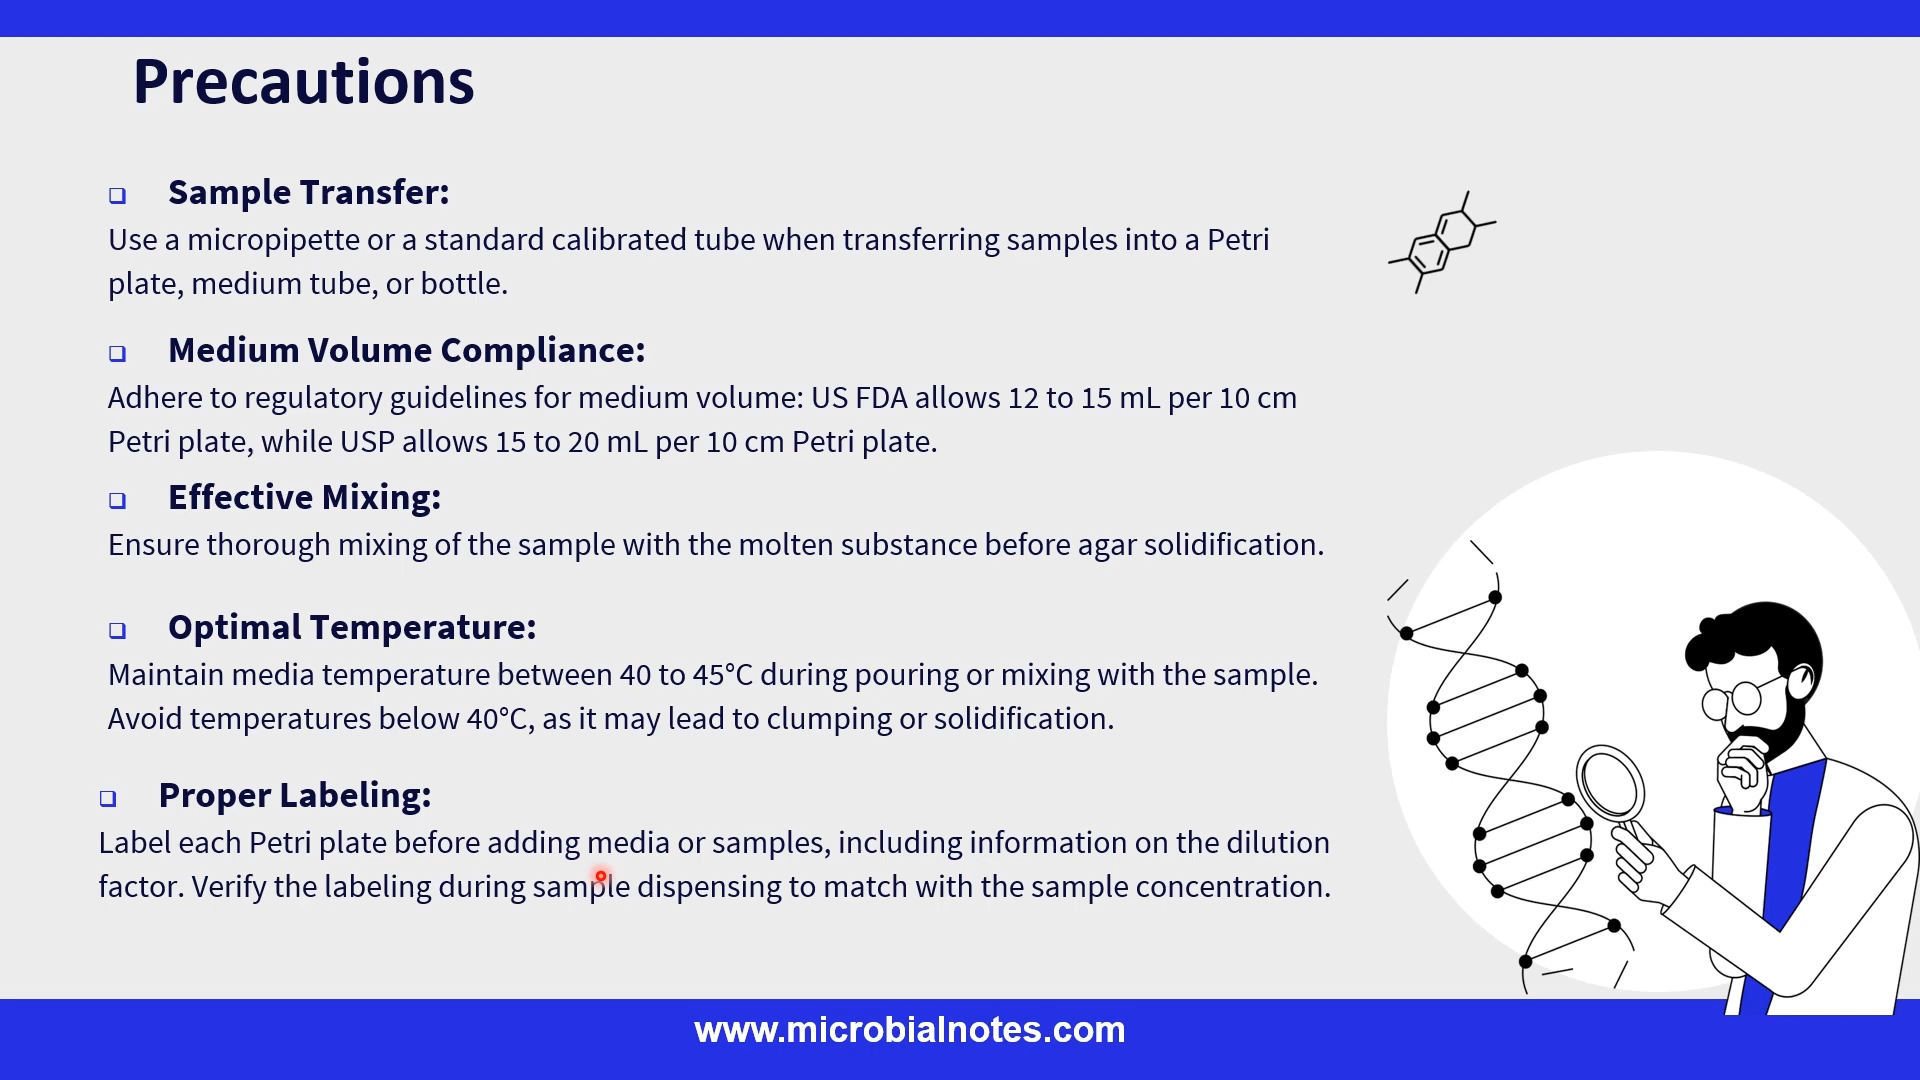 Precautions
Sample Transfer:
Use a micropipette or a standard calibrated tube when transferring samples into a Petri
plate, medium tube, or bottle.
Medium Volume Compliance:
Adhere to regulatory guidelines for medium volume: US FDA allows 12 to 15 mL per 10 cm
Petri plate, while USP allows 15 to 20 mL per 10 cm Petri plate.
Effective Mixing:
Ensure thorough mixing of the sample with the molten substance before agar solidification.
Optimal Temperature:
Maintain media temperature between 40 to 45°C during pouring or mixing with the sample.
Avoid temperatures below 40°C, as it may lead to clumping or solidification.
Proper Labeling:
Label each Petri plate before adding media or samples, including information on the dilution
factor. Verify the labeling during sample dispensing to match with the sample concentration.
www.microbialnotes.com